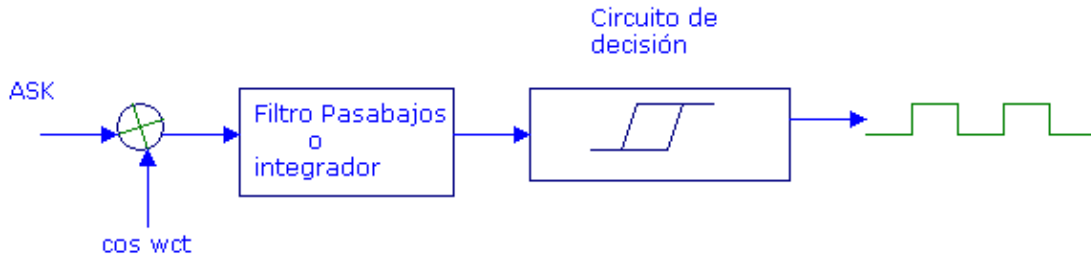 Circuito de
decisión
ASK
Filtro Pasabajos
o
integrador
cos wct